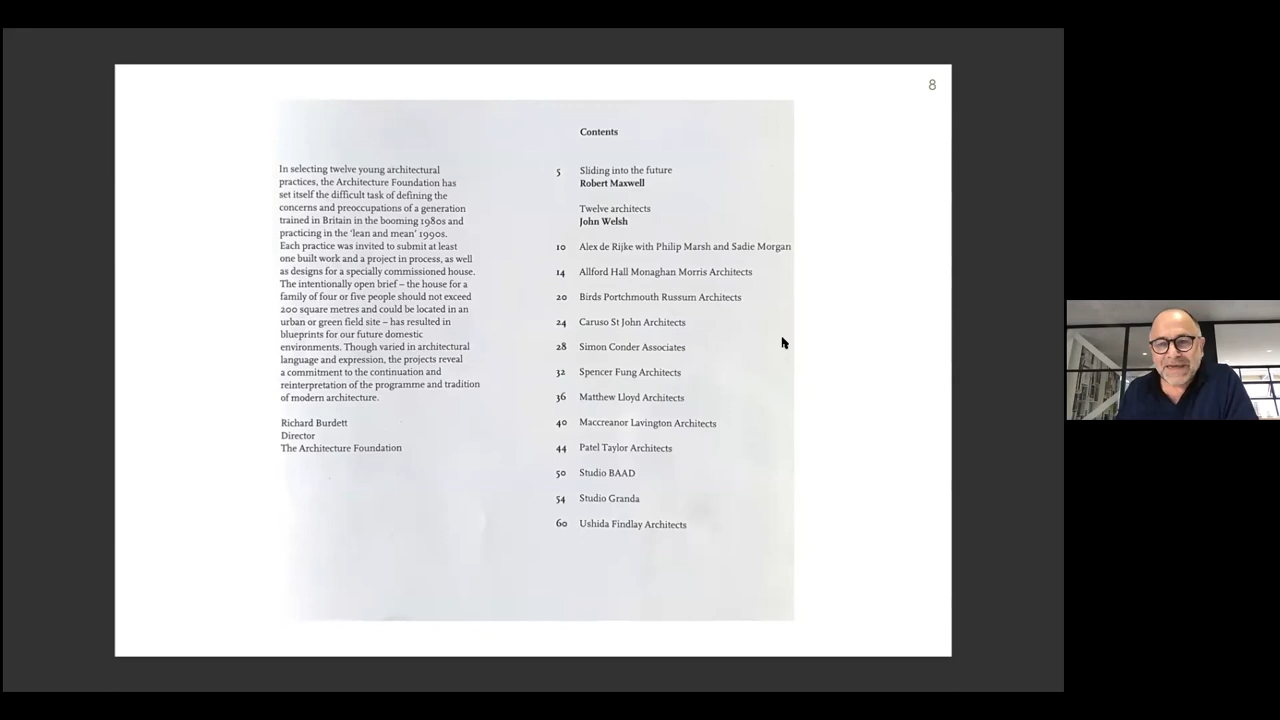 8
In selecting twelve young architectural
practices, the Architecture Foundation has
set itself the difficult task of defining the
concerns and preoccupations of a generation
trained in Britain in the booming 1980s and
practicing in the 'lean and mean' 1990s.
Each practice was invited to submit at least
one built work and a project in process, as well
as designs for a specially commissioned house.
The intentionally open brief – the house for a
family of four or five people should not exceed
200 square metres and could be located in an
urban or green field site – has resulted in
blueprints for our future domestic
environments. Though varied in architectural
language and expression, the projects reveal
a commitment to the continuation and
reinterpretation of the programme and tradition
of modern architecture.
Richard Burdett
Director
The Architecture Foundation
Contents
5 Sliding into the future
Robert Maxwell
Twelve architects
John Welsh
10 Alex de Rijke with Philip Marsh and Sadie Morgan
14 Allford Hall Monaghan Morris Architects
20 Birds Portchmouth Russum Architects
24 Caruso St John Architects
28 Simon Conder Associates
32 Spencer Fung Architects
36 Matthew Lloyd Architects
40 Maccreanor Lavington Architects
44 Patel Taylor Architects
50 Studio BAAD
54 Studio Granda
60 Ushida Findlay Architects